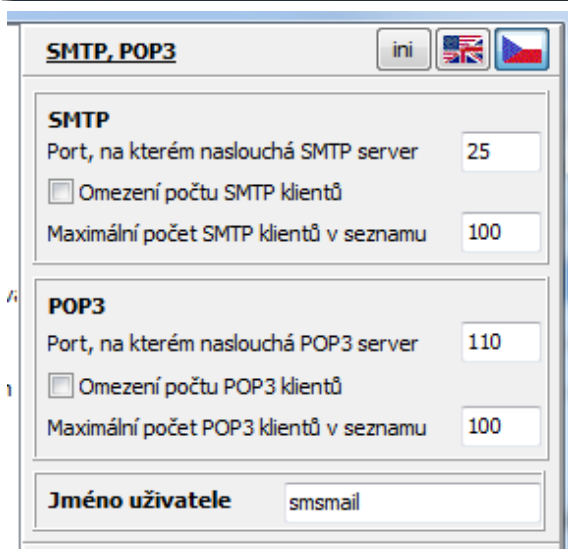 SMTP, POP3 ini
SMTP
Port, na kterém naslouchá SMTP server 25
Omezení počtu SMTP klientů
Maximální počet SMTP klientů v seznamu 100
POP3
Port, na kterém naslouchá POP3 server 110
Omezení počtu POP3 klientů
Maximální počet POP3 klientů v seznamu 100
Jméno uživatele smsmail